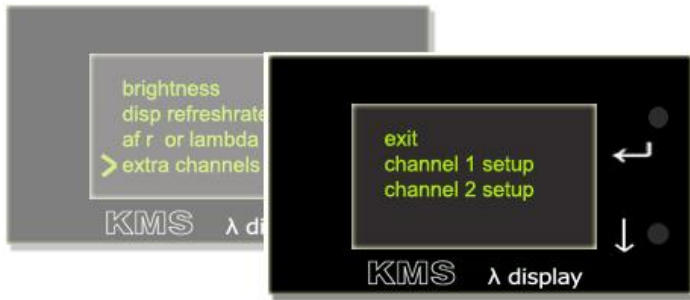 brightness
disp refreshrate
af r or lambda
> extra channels
KMS λ di
exit
channel 1 setup
channel 2 setup
KMS λ display